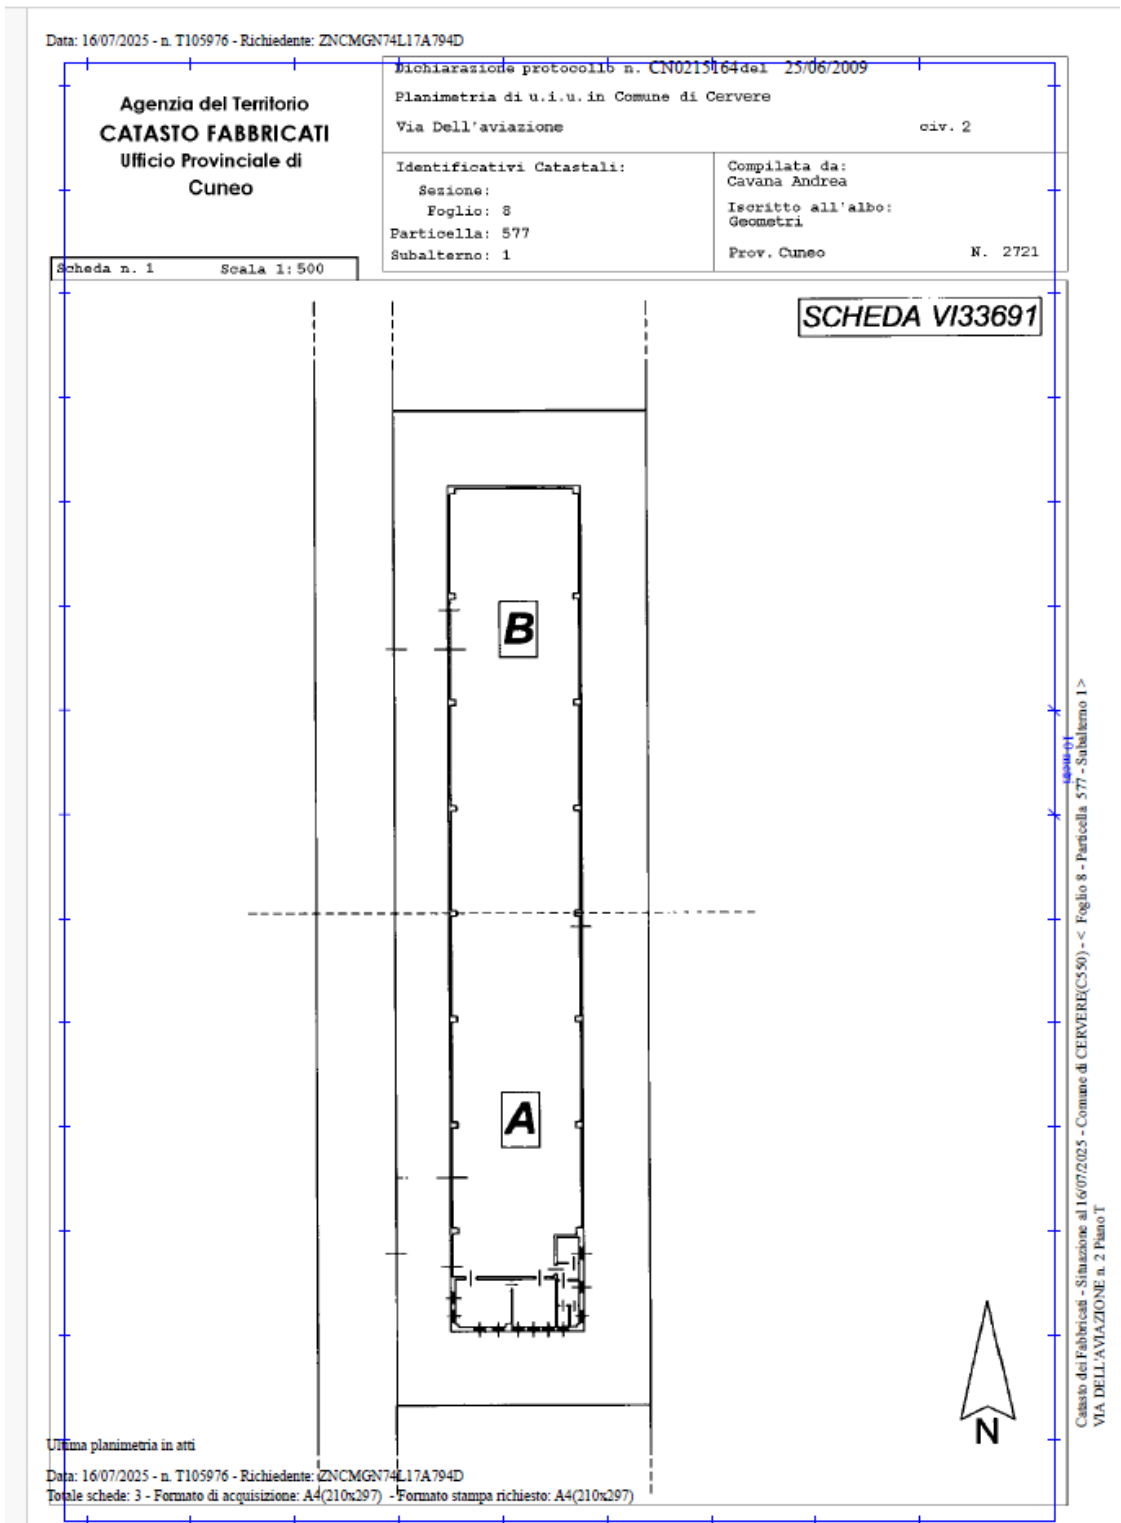 Data: 16/07/2025 - n. T105976 - Richiedente: ZNCMGN74L17A794D
Agenzia del Territorio
CATASTO FABBRICATI
Ufficio Provinciale di
Cuneo
Dichiarazione protocollo n. CN0215164 del 25/06/2009
Planimetria di u.i.u. in Comune di Cervere
Via Dell'aviazione civ. 2
Identificativi Catastali:
Sezione:
Foglio: 8
Particella: 577
Subalterno: 1
Compilata da:
Cavana Andrea
Iscritto all'albo:
Geometri
Prov. Cuneo N. 2721
Scheda n. 1 Scala 1:500
SCHEDA VI33691
B
A
N
10 metri
Catasto dei Fabbricati - Situazione al 16/07/2025 - Comune di CERVERE(C550) - < Foglio 8 - Particella 577 - Subalterno 1 >
VIA DELL'AVIAZIONE n. 2 Piano T
Ultima planimetria in atti
Data: 16/07/2025 - n. T105976 - Richiedente: ZNCMGN74L17A794D
Totale schede: 3 - Formato di acquisizione: A4(210x297) - Formato stampa richiesto: A4(210x297)